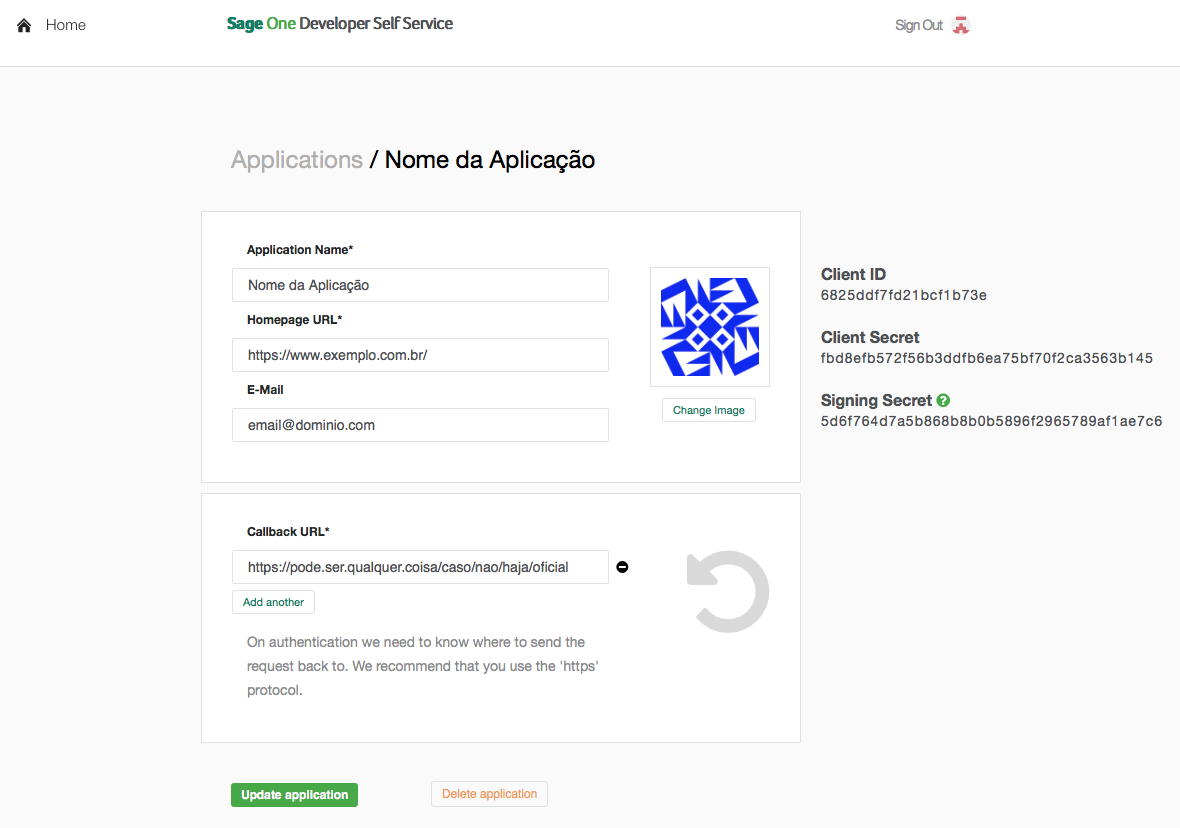 Home
Sage One Developer Self Service
Sign Out
Applications / Nome da Aplicação
Application Name*
Nome da Aplicação
Homepage URL*
https://www.exemplo.com.br/
E-Mail
email@dominio.com
Change Image
Client ID
6825ddf7fd21bcf1b73e
Client Secret
fbd8efb572f56b3ddfb6ea75bf70f2ca3563b145
Signing Secret ?
5d6f764d7a5b868b8b0b5896f2965789af1ae7c6
Callback URL*
https://pode.ser.qualquer.coisa/caso/nao/haja/oficial
Add another
On authentication we need to know where to send the
request back to. We recommend that you use the 'https'
protocol.
Update application
Delete application